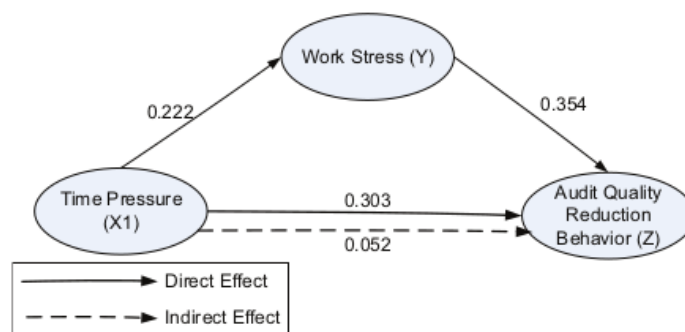 Work Stress (Y)
0.222
0.354
Time Pressure
(X1)
0.303
0.052
Audit Quality
Reduction
Behavior (Z)
Direct Effect
Indirect Effect